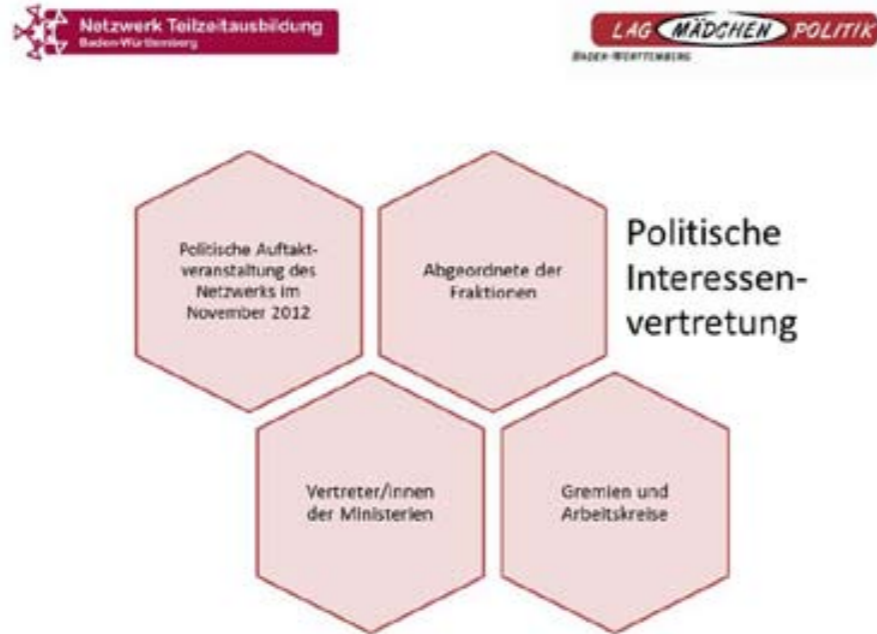 Netzwerk Teilzeitausbildung
Baden-Württemberg
LAG MÄDCHEN POLITIK
BADEN-WÜRTTEMBERG
Politische Auftakt-
veranstaltung des
Netzwerks im
November 2012
Abgeordnete der
Fraktionen
Politische
Interessen-
vertretung
Vertreter/innen
der Ministerien
Gremien und
Arbeitskreise